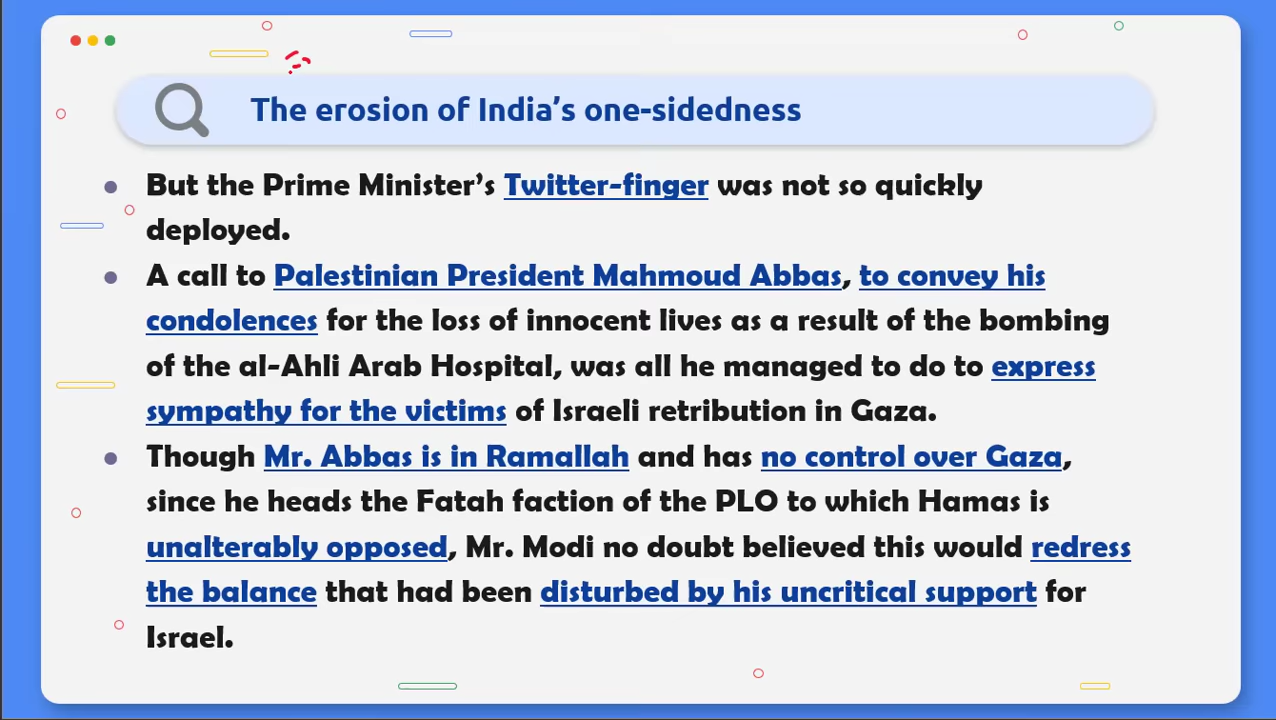 The erosion of India’s one-sidedness
But the Prime Minister’s Twitter-finger was not so quickly
deployed.
A call to Palestinian President Mahmoud Abbas, to convey his
condolences for the loss of innocent lives as a result of the bombing
of the al-Ahli Arab Hospital, was all he managed to do to express
sympathy for the victims of Israeli retribution in Gaza.
Though Mr. Abbas is in Ramallah and has no control over Gaza,
since he heads the Fatah faction of the PLO to which Hamas is
unalterably opposed, Mr. Modi no doubt believed this would redress
the balance that had been disturbed by his uncritical support for
Israel.